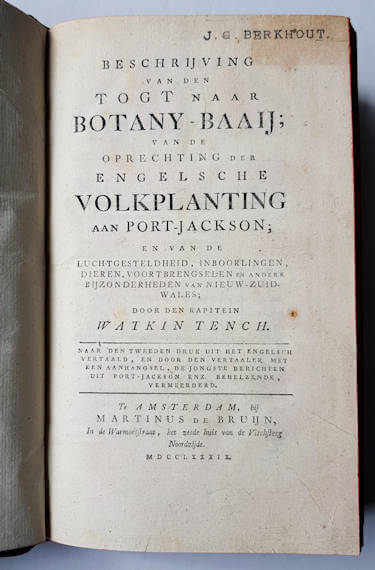 J. G. BERKHOUT.
BESCHRIJVING
VAN DEN
TOGT NAAR
BOTANY-BAAIJ;
VAN DE
OPRECHTING DER
ENGELSCHE
VOLKPLANTING
AAN PORT-JACKSON;
EN VAN DE
LUCHTGESTELDHEID, INBOORLINGEN,
DIEREN, VOORTBRENGSELEN EN ANDERE
BIJZONDERHEDEN VAN NIEUW-ZUID-
WALES;
DOOR DEN KAPITEIN
WATKIN TENCH.
NAAR DEN TWEEDEN DRUK UIT HET ENGELSCH
VERTAALD, EN DOOR DEN VERTAALER MET
EEN AANHANGSEL, DE JONGSTE BERICHTEN
UIT PORT-JACKSON ENZ. BEHELZENDE,
VERMEERDERD.
Te AMSTERDAM, bij
MARTINUS DE BRUIJN,
In de Warmoesstraat, het zesde huis van de Vischsteeg
Noordzijde.
MDCCLXXXIX.